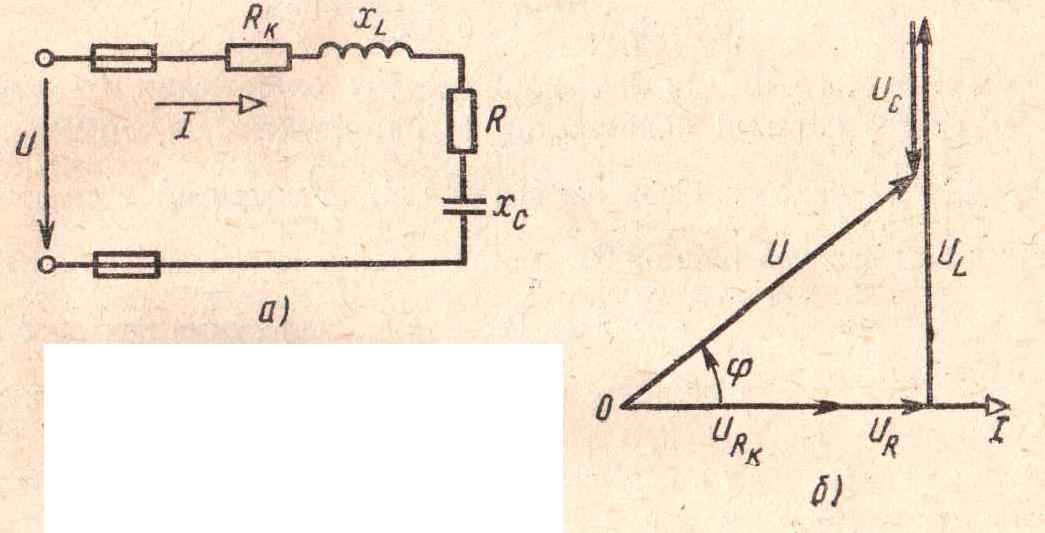 R_K x_L
I
R
U
x_C
а)
U_C
U
U_L
φ
0
U_{R_K} U_R I
б)